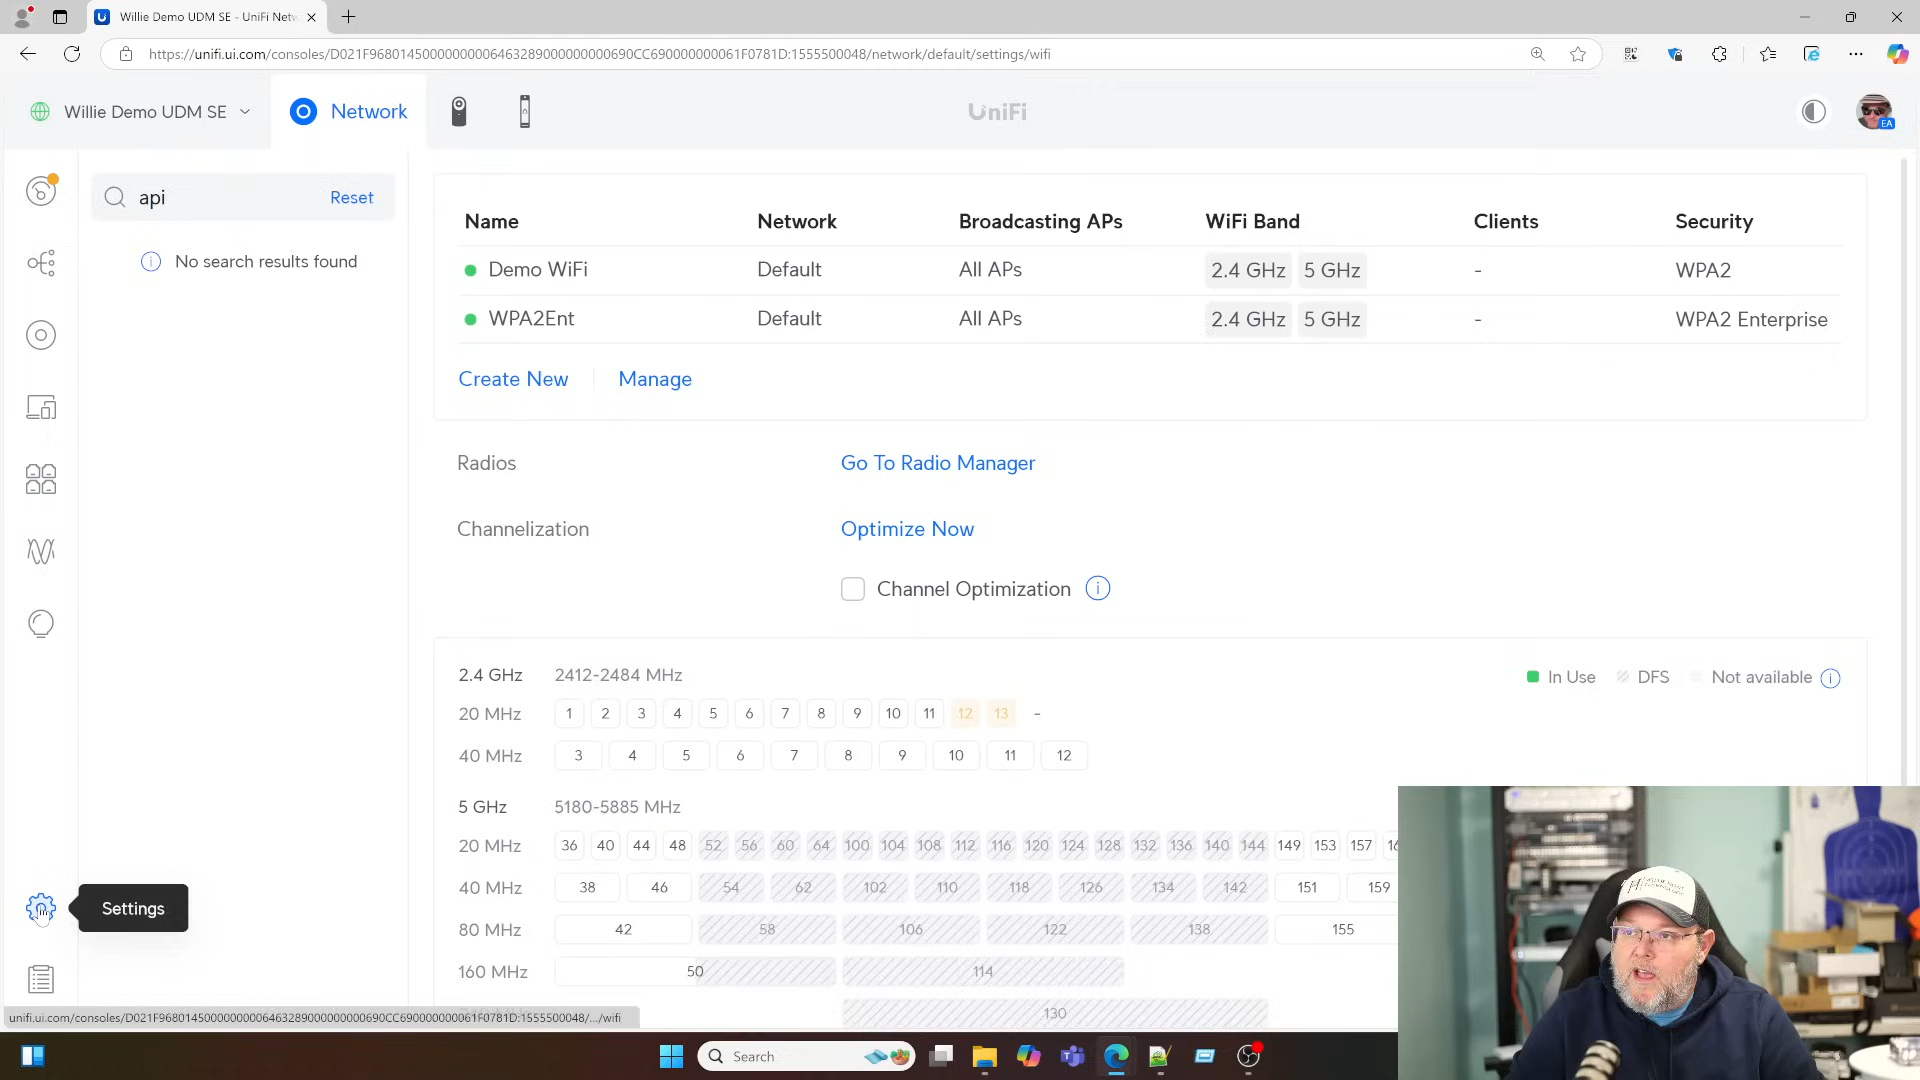 Willie Demo UDM SE - UniFi Netw
https://unifi.ui.com/consoles/D021F9680145000000000646328900000000690CC690000000061F0781D:1555500048/network/default/settings/wifi
Willie Demo UDM SE
Network
UniFi
EA
api
Reset
No search results found
Name Network Broadcasting APs WiFi Band Clients Security
Demo WiFi Default All APs 2.4 GHz 5 GHz - WPA2
WPA2Ent Default All APs 2.4 GHz 5 GHz - WPA2 Enterprise
Create New Manage
Radios Go To Radio Manager
Channelization Optimize Now
Channel Optimization
2.4 GHz 2412-2484 MHz In Use DFS Not available
20 MHz 1 2 3 4 5 6 7 8 9 10 11 12 13 -
40 MHz 3 4 5 6 7 8 9 10 11 12
5 GHz 5180-5885 MHz
20 MHz 36 40 44 48 52 56 60 64 100 104 108 112 116 120 124 128 132 136 140 144 149 153 157 16
40 MHz 38 46 54 62 102 110 118 126 134 142 151 159
80 MHz 42 58 106 122 138 155
160 MHz 50 114
130
Settings
unifi.ui.com/consoles/D021F9680145000000000646328900000000690CC690000000061F0781D:1555500048/.../wifi
Search